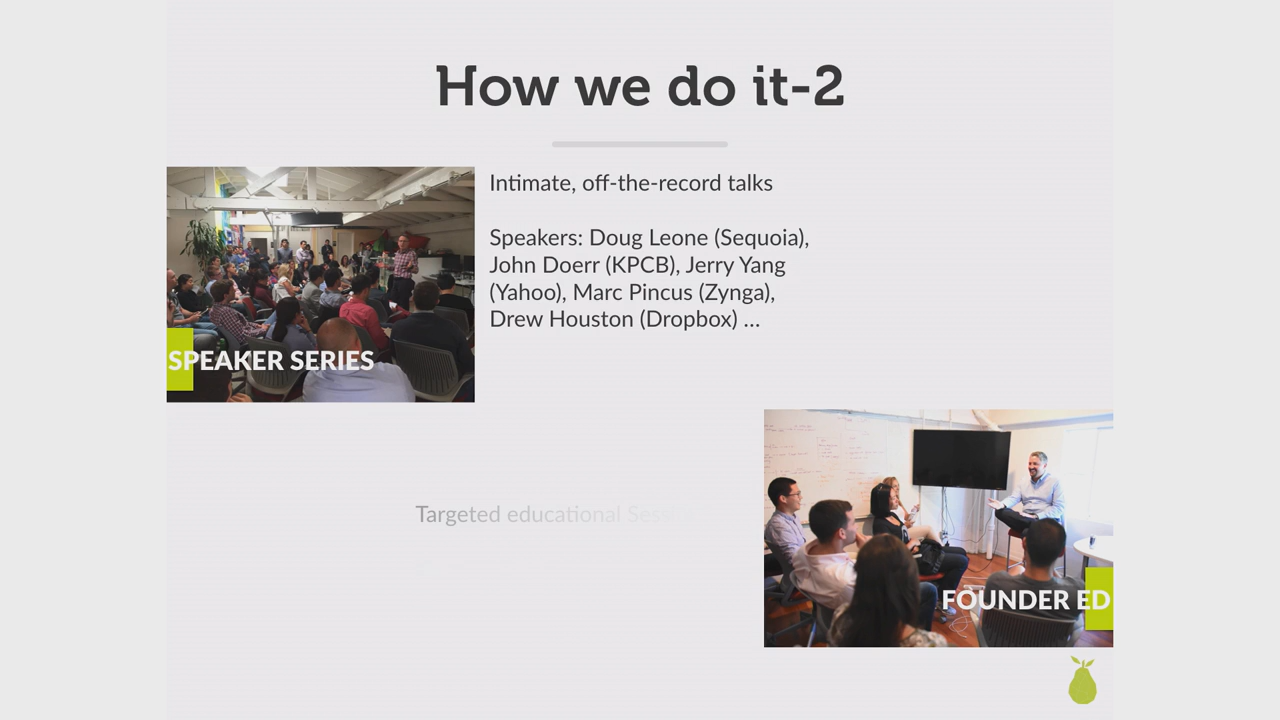 How we do it-2
Intimate, off-the-record talks
Speakers: Doug Leone (Sequoia),
John Doerr (KPCB), Jerry Yang
(Yahoo), Marc Pincus (Zynga),
Drew Houston (Dropbox) ...
SPEAKER SERIES
Targeted educational
FOUNDER ED